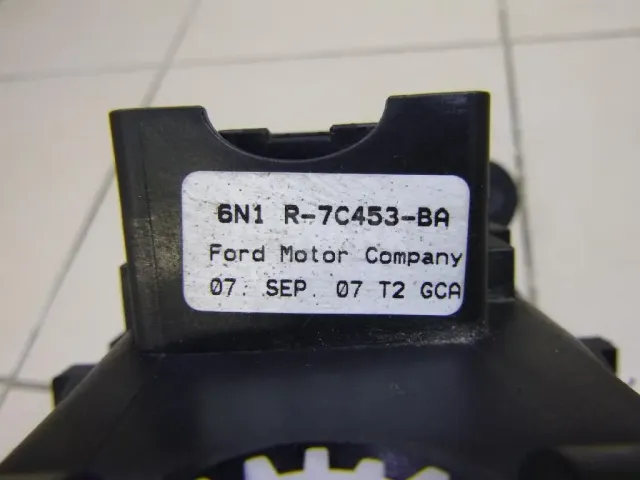 6N1 R-7C453-BA
Ford Motor Company
07. SEP. 07 T2 GCA